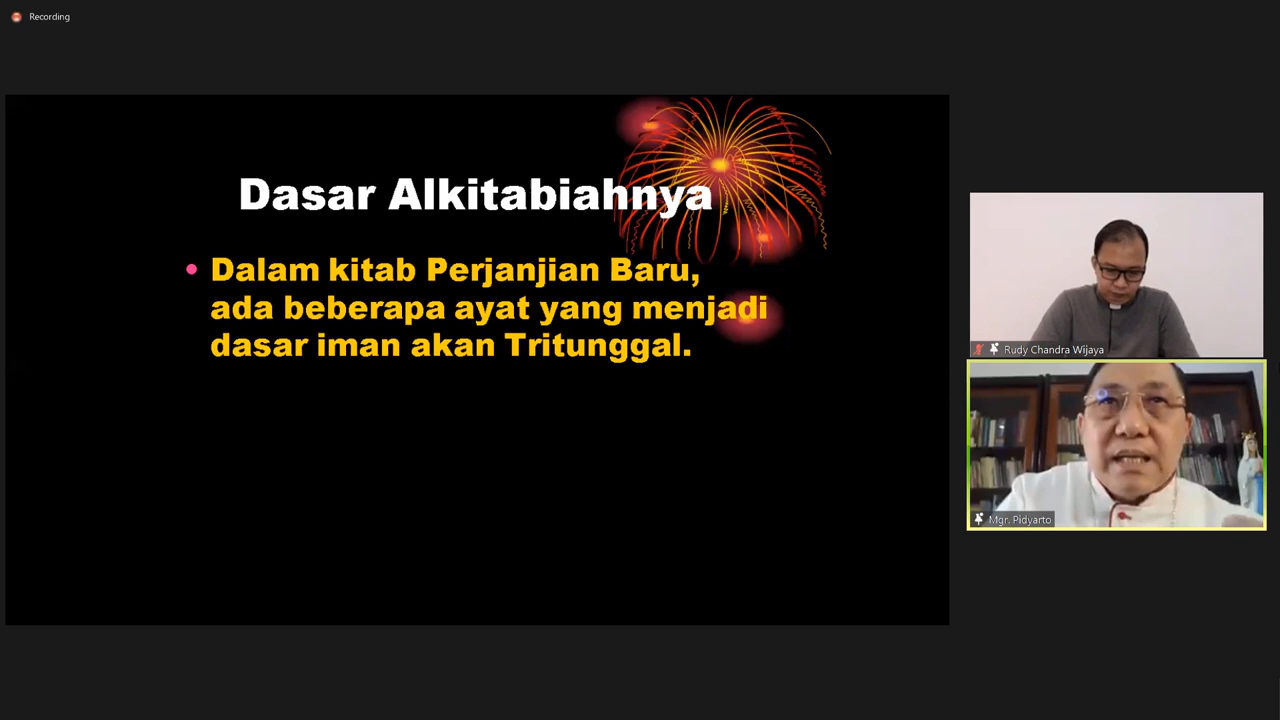 Recording
Dasar Alkitabiahnya
• Dalam kitab Perjanjian Baru,
ada beberapa ayat yang menjadi
dasar iman akan Tritunggal.
Rudy Chandra Wijaya
Mgr. Pidyarto